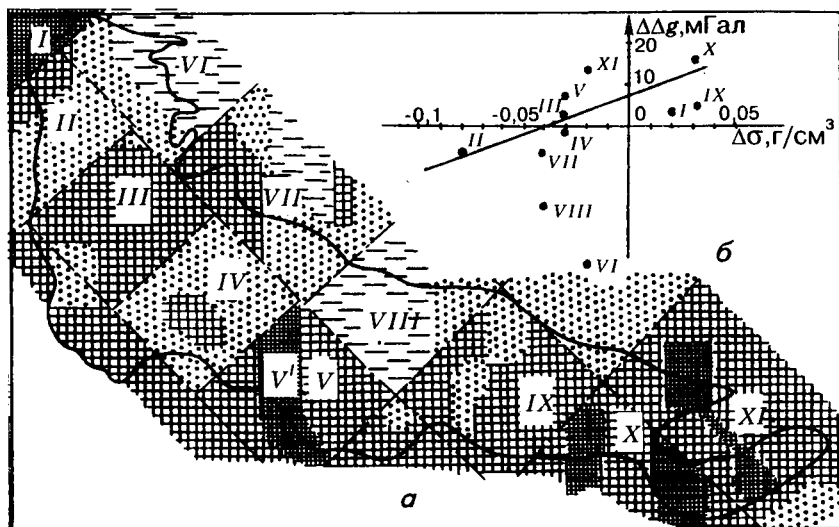 I
II
III
IV
V' V
VI
VII
VIII
IX
X
XI
а
ΔΔg, мГал
20
10
XI
X
V
III
I
IX
-0,1
-0,05
0
0,05
Δσ, г/см³
II
IV
VII
VIII
VI
б